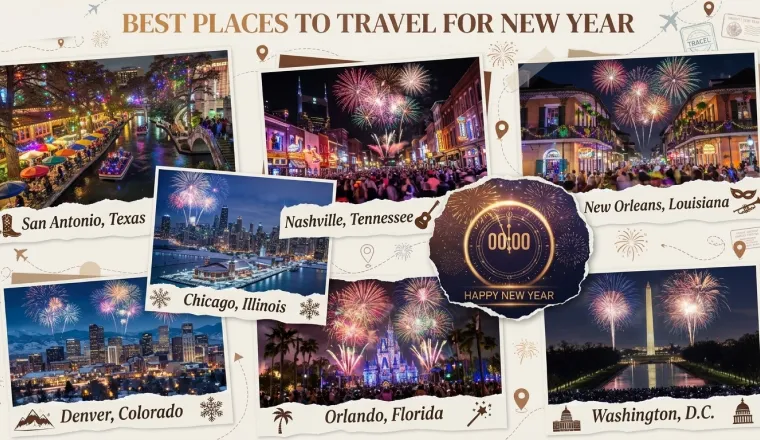 BEST PLACES TO TRAVEL FOR NEW YEAR
TRACEL
San Antonio, Texas
Nashville, Tennessee
New Orleans, Louisiana
Chicago, Illinois
00:00
HAPPY NEW YEAR
Denver, Colorado
Orlando, Florida
Washington, D.C.